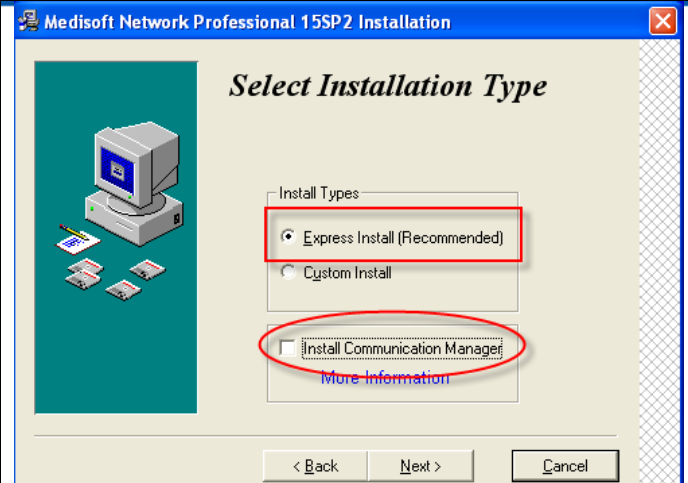 Medisoft Network Professional 15SP2 Installation
Select Installation Type
Install Types
Express Install (Recommended)
Custom Install
Install Communication Manager
More Information
< Back
Next >
Cancel